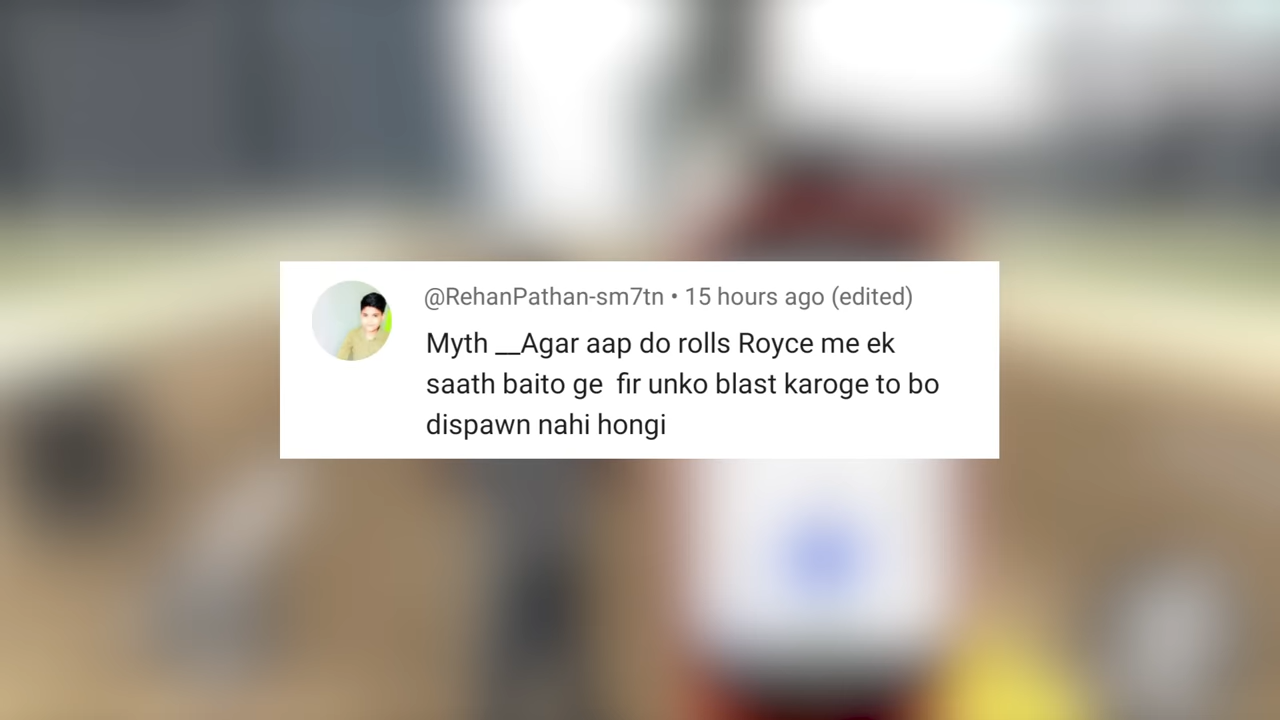 @RehanPathan-sm7tn • 15 hours ago (edited)
Myth __Agar aap do rolls Royce me ek
saath baito ge  fir unko blast karoge to bo
dispawn nahi hongi